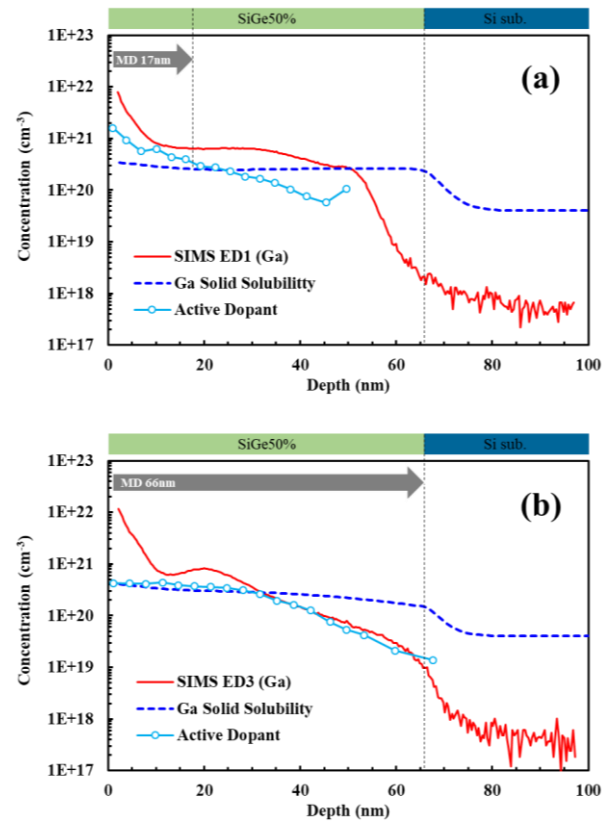 SiGe50% Si sub.
1E+23
MD 17nm
(a)
1E+22
1E+21
1E+20
1E+19
1E+18
1E+17
Concentration (cm-3)
SIMS ED1 (Ga)
Ga Solid Solubilitty
Active Dopant
0 20 40 60 80 100
Depth (nm)
SiGe50% Si sub.
1E+23
MD 66nm
(b)
1E+22
1E+21
1E+20
1E+19
1E+18
1E+17
Concentration (cm-3)
SIMS ED3 (Ga)
Ga Solid Solubility
Active Dopant
0 20 40 60 80 100
Depth (nm)